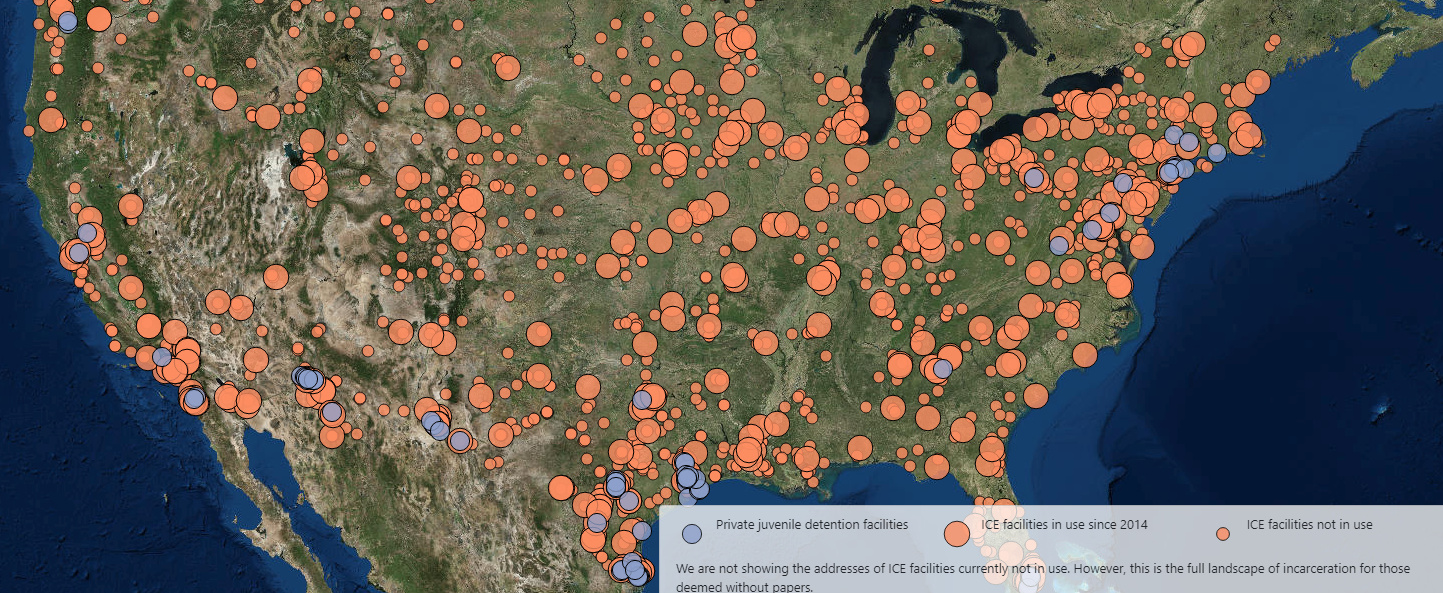 Private juvenile detention facilities
ICE facilities in use since 2014
ICE facilities not in use
We are not showing the addresses of ICE facilities currently not in use. However, this is the full landscape of incarceration for those
deemed without papers.